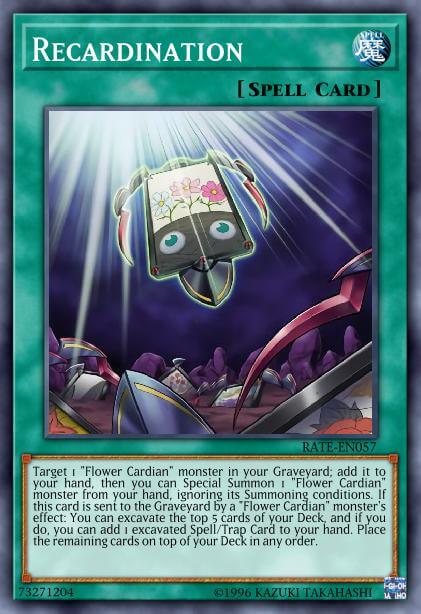 RECARDINATION
SPELL
魔
[SPELL CARD]
RATE-EN057
Target 1 "Flower Cardian" monster in your Graveyard; add it to
your hand, then you can Special Summon 1 "Flower Cardian"
monster from your hand, ignoring its Summoning conditions. If
this card is sent to the Graveyard by a "Flower Cardian" monster's
effect: You can excavate the top 5 cards of your Deck, and if you
do, you can add 1 excavated Spell/Trap Card to your hand. Place
the remaining cards on top of your Deck in any order.
73271204
©1996 KAZUKI TAKAHASHI